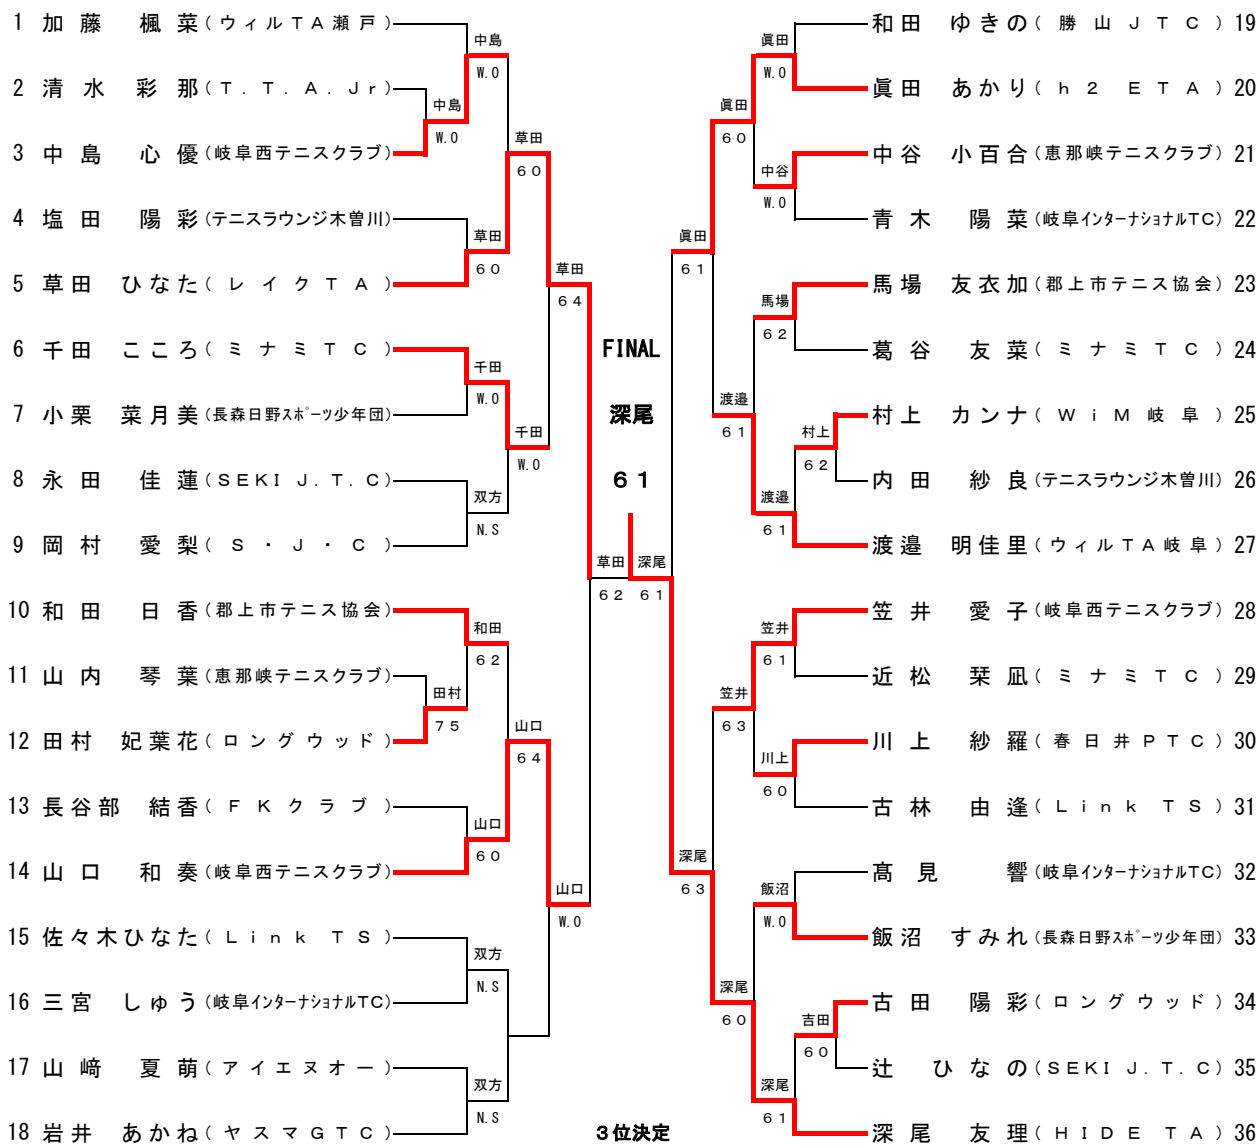 1 加藤 楓菜 (ウィルTA瀬戸)
2 清水 彩那 (T.T.A.Jr)
3 中島 心優 (岐阜西テニスクラブ)
4 塩田 陽彩 (テニスラウンジ木曽川)
5 草田 ひなた (レイクTA)
6 千田 こころ (ミナミTC)
7 小栗 菜月美 (長森日野スポーツ少年団)
8 永田 佳蓮 (SEKI J.T.C)
9 岡村 愛梨 (S・J・C)
10 和田 日香 (郡上市テニス協会)
11 山内 琴葉 (恵那峡テニスクラブ)
12 田村 妃葉花 (ロングウッド)
13 長谷部 結香 (FKクラブ)
14 山口 和奏 (岐阜西テニスクラブ)
15 佐々木ひなた (Link TS)
16 三宮 しゅう (岐阜インターナショナルTC)
17 山﨑 夏萌 (アイエヌオー)
18 岩井 あかね (ヤスマGTC)
中島
W.O
中島
W.O
草田
60
草田
60
草田
64
千田
W.O
千田
W.O
双方
N.S
和田
62
田村
75
山口
64
山口
60
山口
W.O
双方
N.S
双方
N.S
草田
62
FINAL
深尾
61
深尾
61
3位決定
眞田
W.O
眞田
60
中谷
W.O
眞田
61
馬場
62
渡邉
61
村上
62
渡邉
61
笠井
61
笠井
63
川上
60
深尾
63
飯沼
W.O
深尾
60
吉田
60
深尾
61
和田 ゆきの (勝山JTC) 19
眞田 あかり (h2 ETA) 20
中谷 小百合 (恵那峡テニスクラブ) 21
青木 陽菜 (岐阜インターナショナルTC) 22
馬場 友衣加 (郡上市テニス協会) 23
葛谷 友菜 (ミナミTC) 24
村上 カンナ (WiM岐阜) 25
内田 紗良 (テニスラウンジ木曽川) 26
渡邉 明佳里 (ウィルTA岐阜) 27
笠井 愛子 (岐阜西テニスクラブ) 28
近松 栞凪 (ミナミTC) 29
川上 紗羅 (春日井PTC) 30
古林 由逢 (Link TS) 31
髙見 響 (岐阜インターナショナルTC) 32
飯沼 すみれ (長森日野スポーツ少年団) 33
古田 陽彩 (ロングウッド) 34
辻 ひなの (SEKI J.T.C) 35
深尾 友理 (HIDE TA) 36